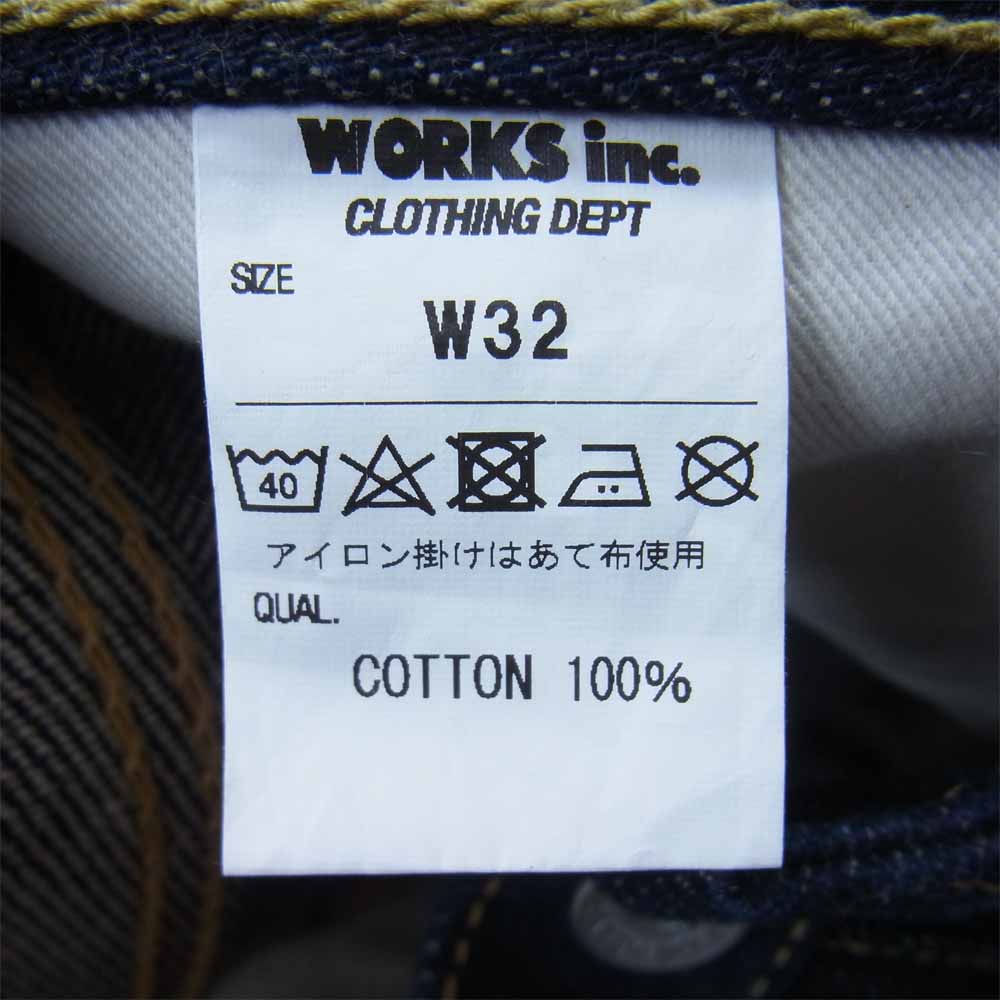 WORKS inc.
CLOTHING DEPT
SIZE
W32
40
アイロン掛けはあて布使用
QUAL.
COTTON 100%